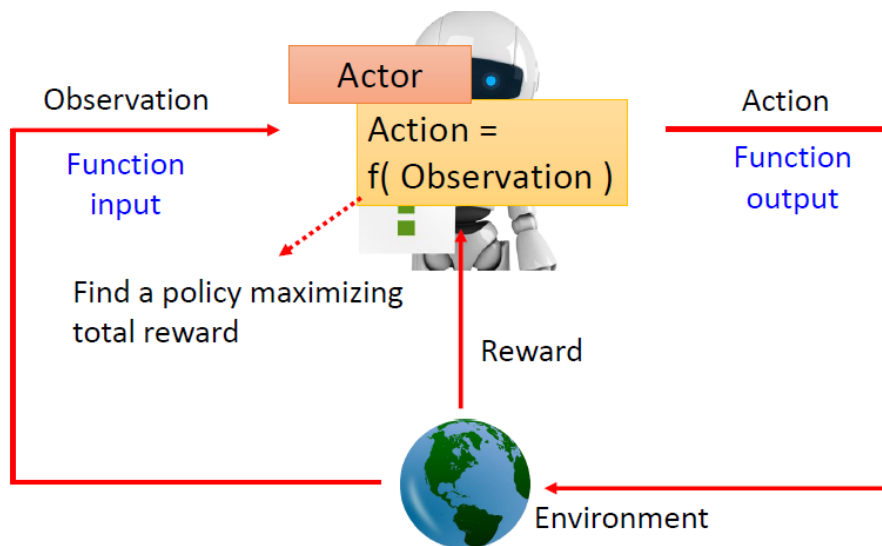 Actor
Observation
Action
Action =
f( Observation )
Function
input
Function
output
Find a policy maximizing
total reward
Reward
Environment